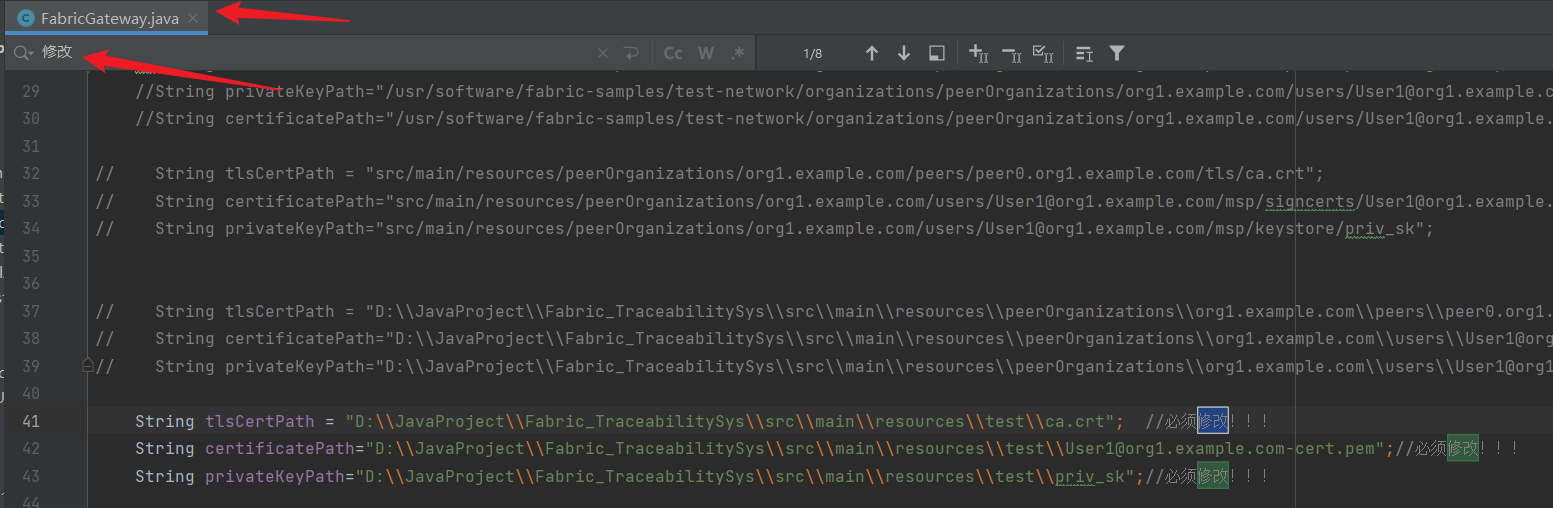 FabricGateway.java
修改
Cc W .*
1/8
29 //String privateKeyPath="/usr/software/fabric-samples/test-network/organizations/peerOrganizations/org1.example.com/users/User1@org1.example.c
30 //String certificatePath="/usr/software/fabric-samples/test-network/organizations/peerOrganizations/org1.example.com/users/User1@org1.example.
31
32 // String tlsCertPath = "src/main/resources/peerOrganizations/org1.example.com/peers/peer0.org1.example.com/tls/ca.crt";
33 // String certificatePath="src/main/resources/peerOrganizations/org1.example.com/users/User1@org1.example.com/msp/signcerts/User1@org1.example.
34 // String privateKeyPath="src/main/resources/peerOrganizations/org1.example.com/users/User1@org1.example.com/msp/keystore/priv_sk";
35
36
37 // String tlsCertPath = "D:\\JavaProject\\Fabric_TraceabilitySys\\src\\main\\resources\\peerOrganizations\\org1.example.com\\peers\\peer0.org1.
38 // String certificatePath="D:\\JavaProject\\Fabric_TraceabilitySys\\src\\main\\resources\\peerOrganizations\\org1.example.com\\users\\User1@org
39 // String privateKeyPath="D:\\JavaProject\\Fabric_TraceabilitySys\\src\\main\\resources\\peerOrganizations\\org1.example.com\\users\\User1@org1
40
41 String tlsCertPath = "D:\\JavaProject\\Fabric_TraceabilitySys\\src\\main\\resources\\test\\ca.crt"; //必须修改！！！
42 String certificatePath="D:\\JavaProject\\Fabric_TraceabilitySys\\src\\main\\resources\\test\\User1@org1.example.com-cert.pem";//必须修改！！！
43 String privateKeyPath="D:\\JavaProject\\Fabric_TraceabilitySys\\src\\main\\resources\\test\\priv_sk";//必须修改！！！
44